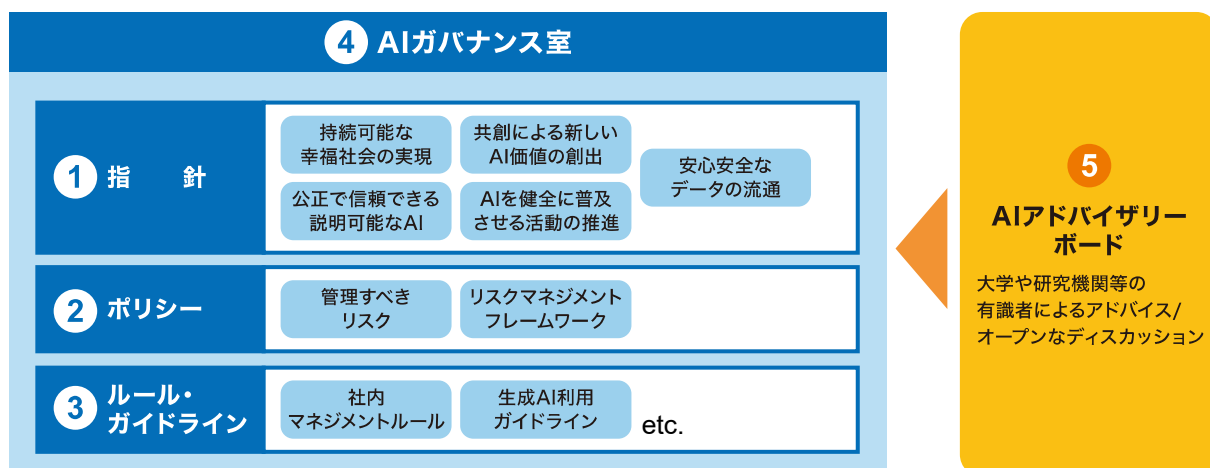 4 AIガバナンス室
1 指 針
持続可能な
幸福社会の実現
共創による新しい
AI価値の創出
安心安全な
データの流通
公正で信頼できる
説明可能なAI
AIを健全に普及
させる活動の推進
2 ポリシー
管理すべき
リスク
リスクマネジメント
フレームワーク
3 ルール・
ガイドライン
社内
マネジメントルール
生成AI利用
ガイドライン
etc.
5
AIアドバイザリー
ボード
大学や研究機関等の
有識者によるアドバイス/
オープンなディスカッション